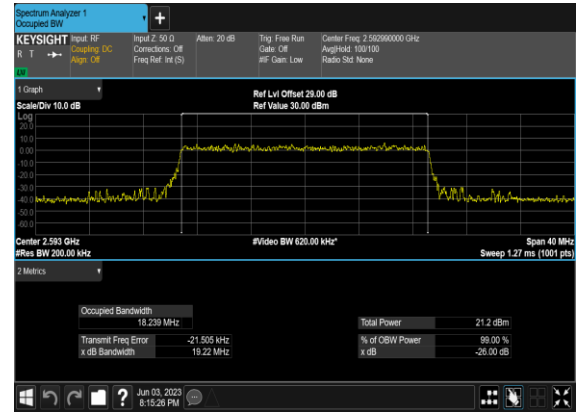 Spectrum Analyzer 1
Occupied BW
+
KEYSIGHT Input: RF Input Z: 50 Ω Atten: 20 dB Trig: Free Run Center Freq: 2.592990000 GHz
R T Coupling: DC Corrections: Off Gate: Off Avg|Hold: 100/100
Align: Off Freq Ref: Int (S) #IF Gain: Low Radio Std: None
LXI
1 Graph
Ref Lvl Offset 29.00 dB
Scale/Div 10.0 dB Ref Value 30.00 dBm
Log
20.0
10.0
0.00
-10.0
-20.0
-30.0
-40.0
-50.0
-60.0
Center 2.593 GHz #Video BW 620.00 kHz* Span 40 MHz
#Res BW 200.00 kHz Sweep 1.27 ms (1001 pts)
2 Metrics
Occupied Bandwidth
18.239 MHz Total Power 21.2 dBm
Transmit Freq Error -21.505 kHz % of OBW Power 99.00 %
x dB Bandwidth 19.22 MHz x dB -26.00 dB
? Jun 03, 2023
8:15:26 PM